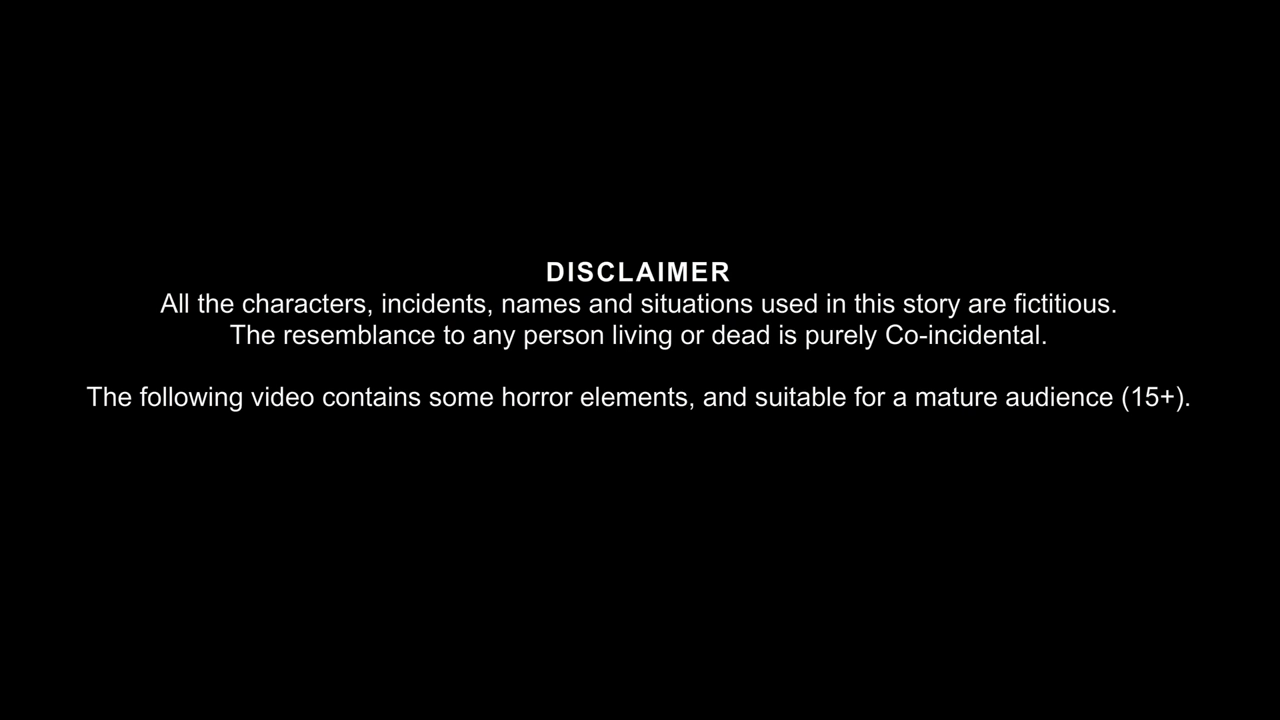 DISCLAIMER
All the characters, incidents, names and situations used in this story are fictitious.
The resemblance to any person living or dead is purely Co-incidental.
The following video contains some horror elements, and suitable for a mature audience (15+).